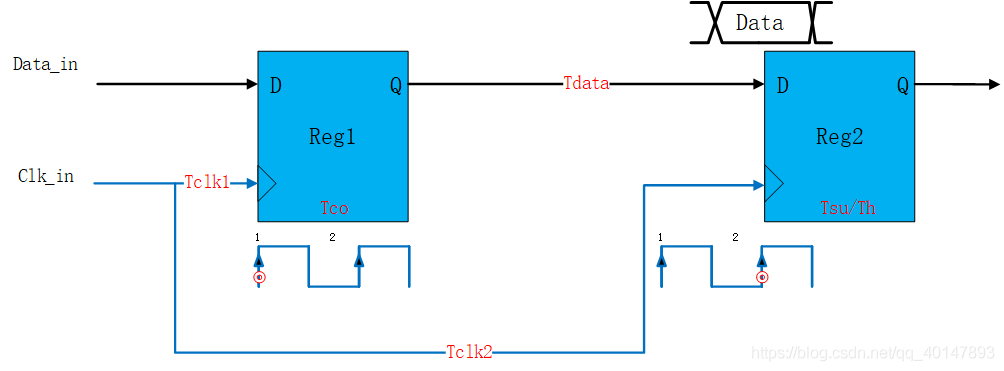 Data
Data_in
D
Q
Tdata
D
Q
Reg1
Reg2
Clk_in
Tclk1
Tco
Tsu/Th
1
2
1
2
Tclk2
https://blog.csdn.net/qq_40147893